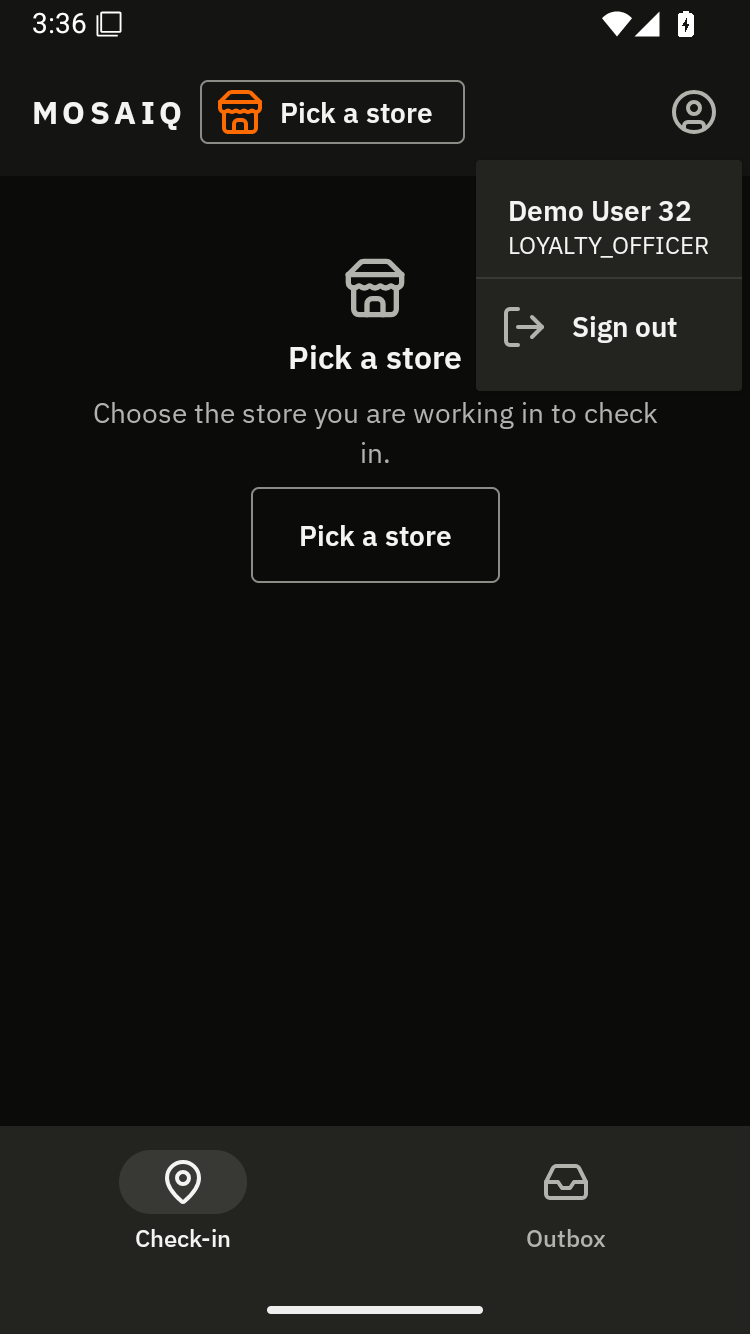 3:36
MOSAIQ
Pick a store
Demo User 32
LOYALTY_OFFICER
Sign out
Pick a store
Choose the store you are working in to check
in.
Pick a store
Check-in
Outbox